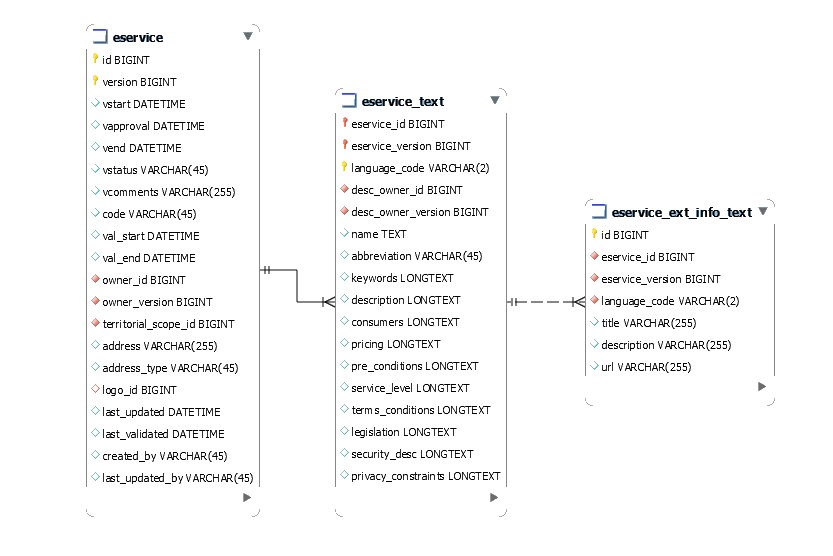 eservice
id BIGINT
version BIGINT
vstart DATETIME
vapproval DATETIME
vend DATETIME
vstatus VARCHAR(45)
vcomments VARCHAR(255)
code VARCHAR(45)
val_start DATETIME
val_end DATETIME
owner_id BIGINT
owner_version BIGINT
territorial_scope_id BIGINT
address VARCHAR(255)
address_type VARCHAR(45)
logo_id BIGINT
last_updated DATETIME
last_validated DATETIME
created_by VARCHAR(45)
last_updated_by VARCHAR(45)
eservice_text
eservice_id BIGINT
eservice_version BIGINT
language_code VARCHAR(2)
desc_owner_id BIGINT
desc_owner_version BIGINT
name TEXT
abbreviation VARCHAR(45)
keywords LONGTEXT
description LONGTEXT
consumers LONGTEXT
pricing LONGTEXT
pre_conditions LONGTEXT
service_level LONGTEXT
terms_conditions LONGTEXT
legislation LONGTEXT
security_desc LONGTEXT
privacy_constraints LONGTEXT
eservice_ext_info_text
id BIGINT
eservice_id BIGINT
eservice_version BIGINT
language_code VARCHAR(2)
title VARCHAR(255)
description VARCHAR(255)
url VARCHAR(255)